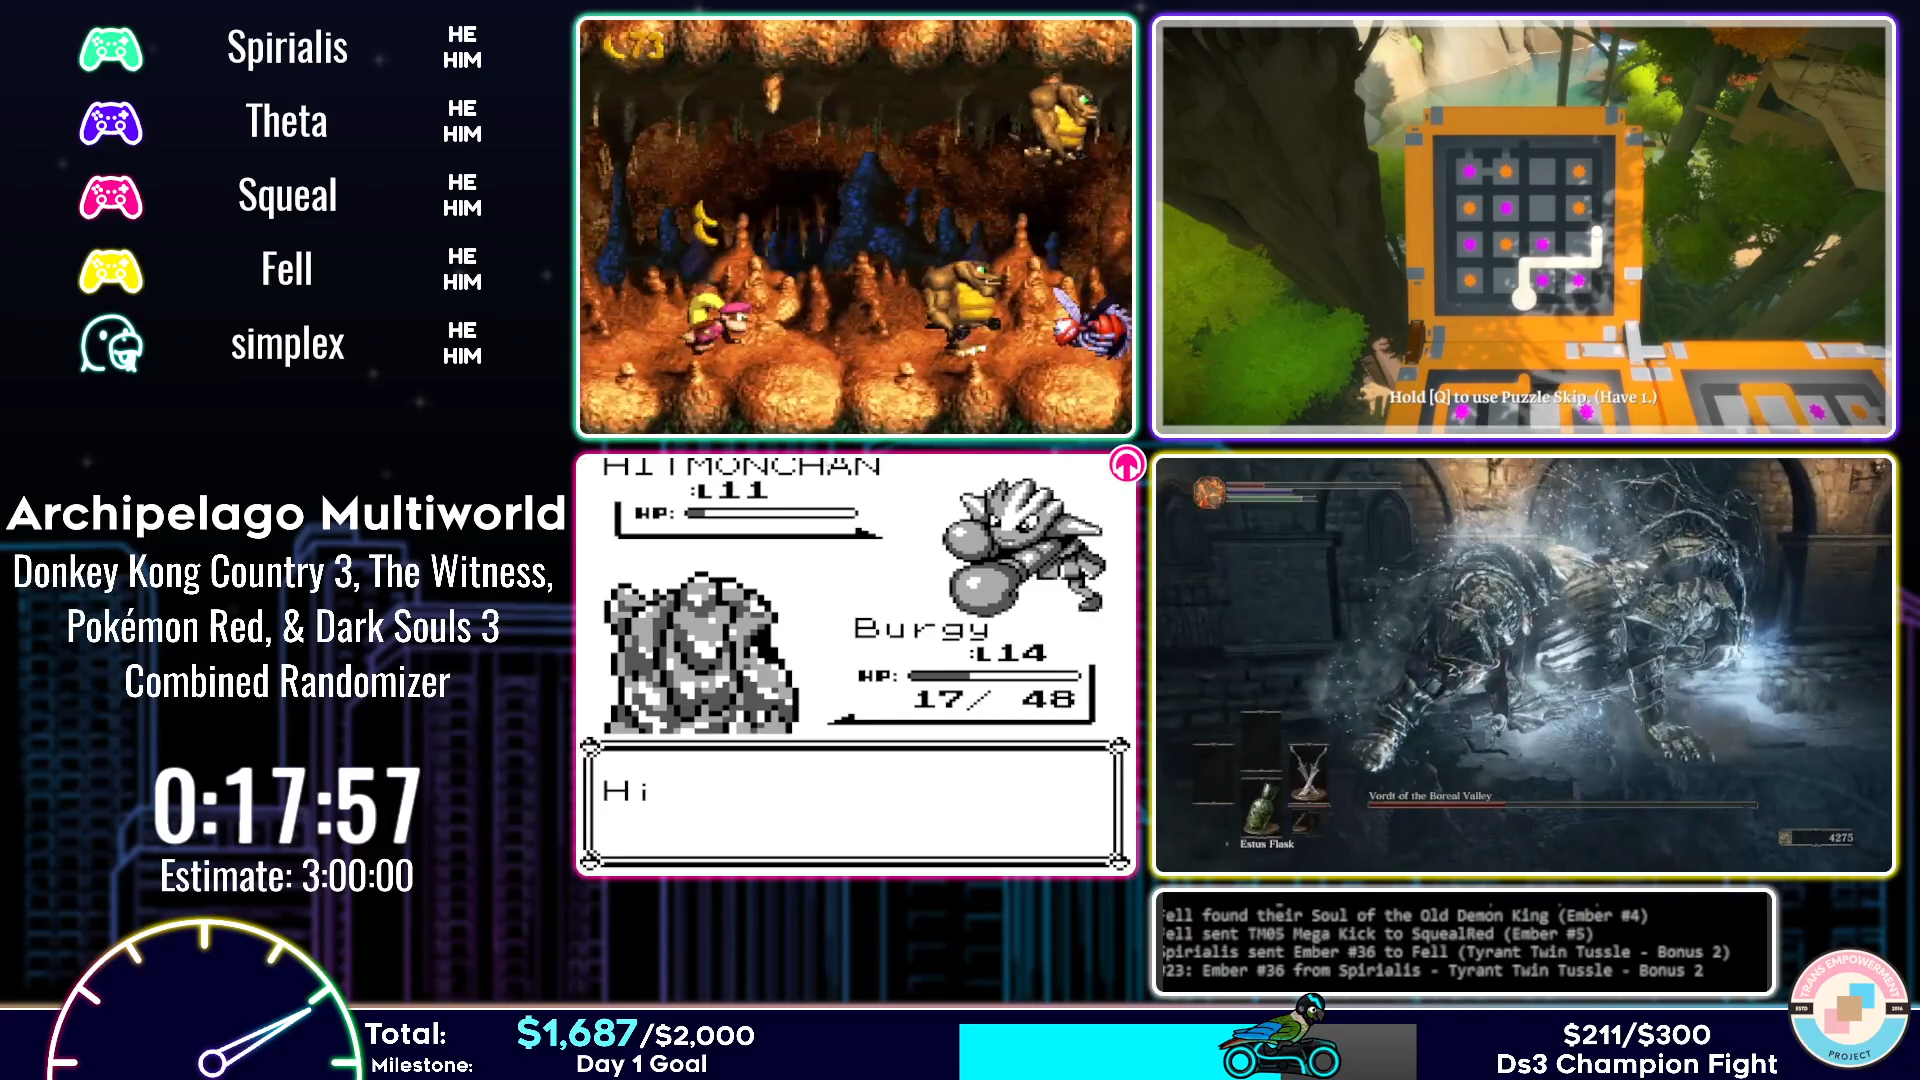 Spirialis
HE
HIM
Theta
HE
HIM
Squeal
HE
HIM
Fell
HE
HIM
simplex
HE
HIM
Archipelago Multiworld
Donkey Kong Country 3, The Witness,
Pokémon Red, & Dark Souls 3
Combined Randomizer
0:17:57
Estimate: 3:00:00
73
Hold [Q] to use Puzzle Skip. (Have 1.)
HITMONCHAN
:L11
HP:
Burgy
:L14
HP:
17/ 48
Hi
Vordt of the Boreal Valley
Estus Flask
4275
ell found their Soul of the Old Demon King (Ember #4)
ell sent TM05 Mega Kick to SquealRed (Ember #5)
pirialis sent Ember #36 to Fell (Tyrant Twin Tussle - Bonus 2)
23: Ember #36 from Spirialis - Tyrant Twin Tussle - Bonus 2
Total: $1,687/$2,000
Milestone: Day 1 Goal
$211/$300
Ds3 Champion Fight
TRANS EMPOWERMENT
ESTD 2016
PROJECT